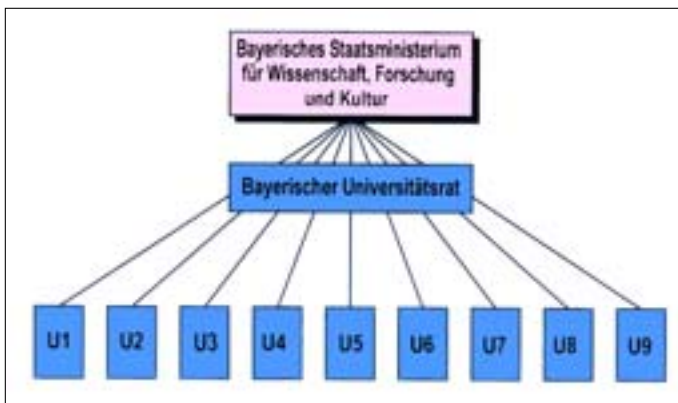 Bayerisches Staatsministerium
für Wissenschaft, Forschung
und Kultur
Bayerischer Universitätsrat
U1 U2 U3 U4 U5 U6 U7 U8 U9